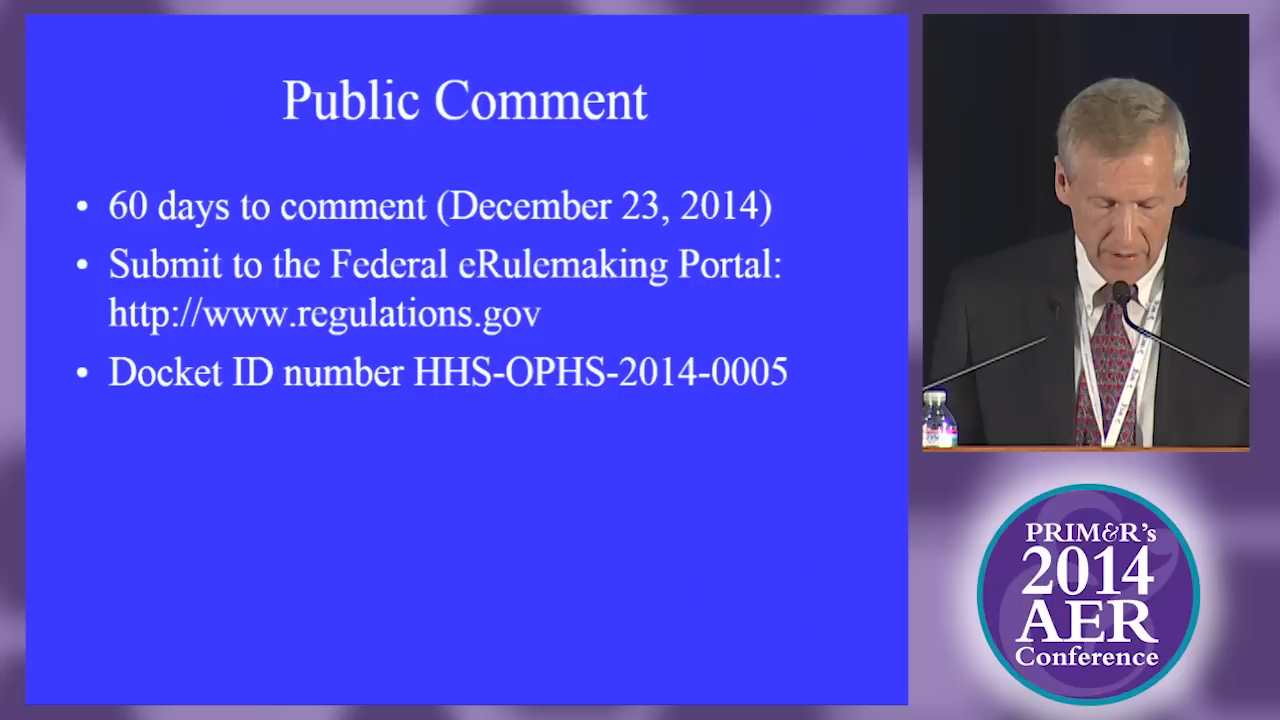 Public Comment
• 60 days to comment (December 23, 2014)
• Submit to the Federal eRulemaking Portal:
http://www.regulations.gov
• Docket ID number HHS-OPHS-2014-0005
PRIM&R's
2014
AER
Conference